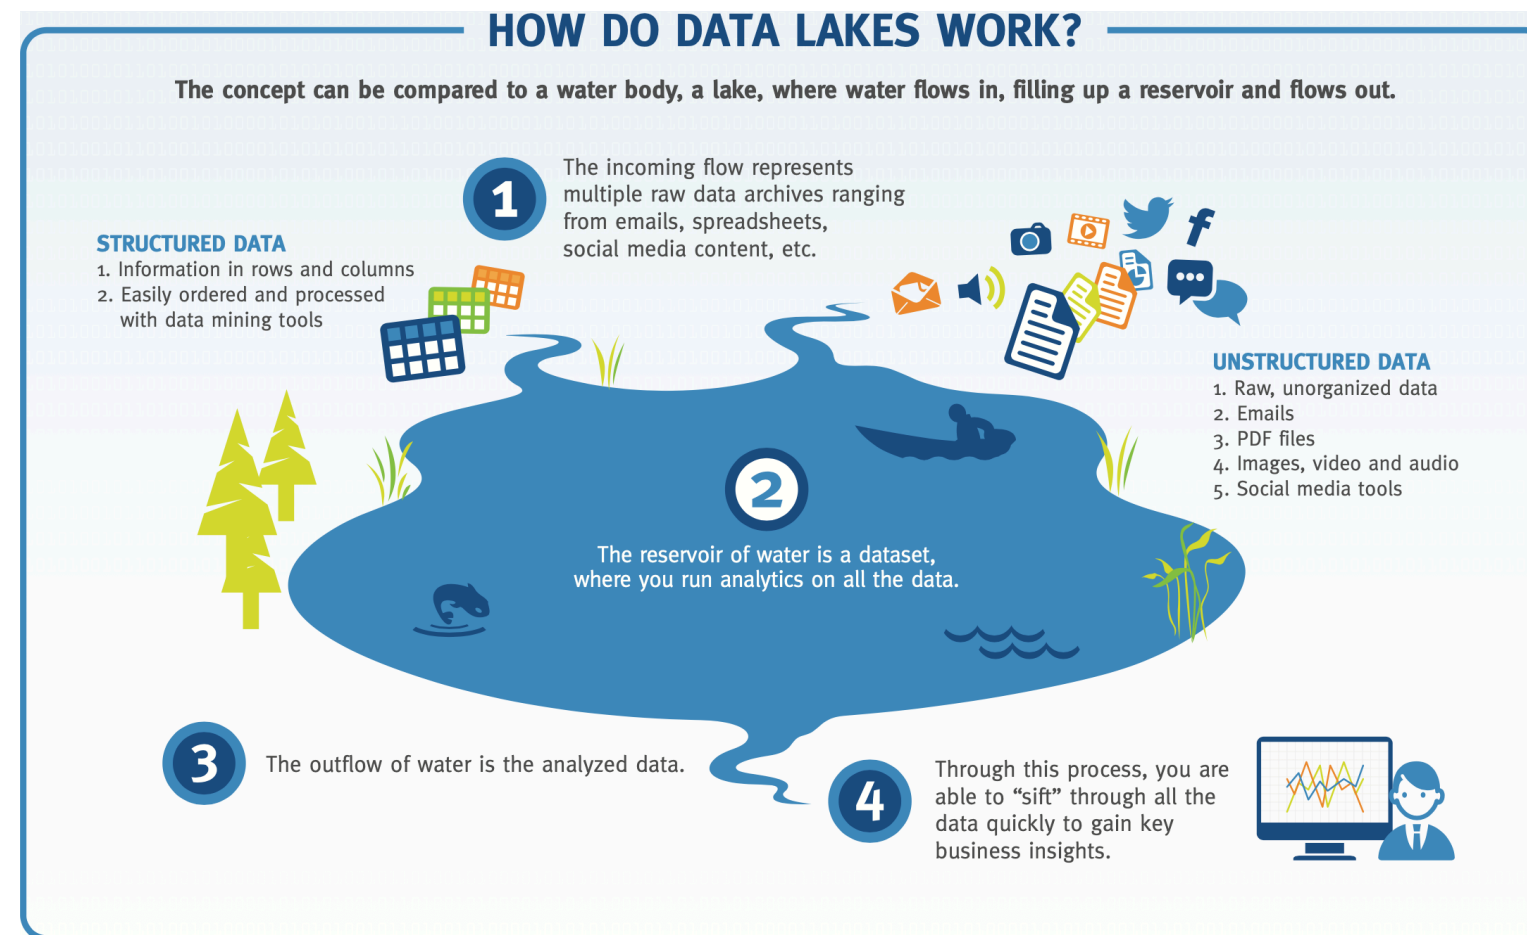 HOW DO DATA LAKES WORK?
The concept can be compared to a water body, a lake, where water flows in, filling up a reservoir and flows out.
1
The incoming flow represents
multiple raw data archives ranging
from emails, spreadsheets,
social media content, etc.
STRUCTURED DATA
1. Information in rows and columns
2. Easily ordered and processed
with data mining tools
UNSTRUCTURED DATA
1. Raw, unorganized data
2. Emails
3. PDF files
4. Images, video and audio
5. Social media tools
2
The reservoir of water is a dataset,
where you run analytics on all the data.
3
The outflow of water is the analyzed data.
4
Through this process, you are
able to “sift” through all the
data quickly to gain key
business insights.